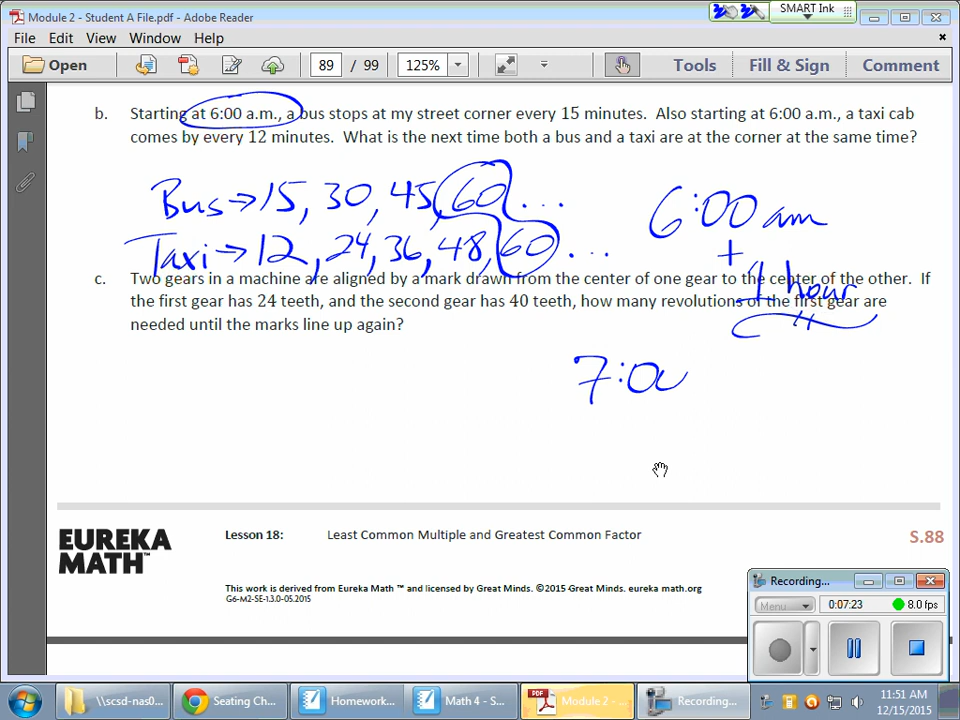 Module 2 - Student A File.pdf - Adobe Reader
SMART Ink
File Edit View Window Help
Open 89 / 99 125% Tools Fill & Sign Comment
b. Starting at 6:00 a.m., a bus stops at my street corner every 15 minutes. Also starting at 6:00 a.m., a taxi cab
comes by every 12 minutes. What is the next time both a bus and a taxi are at the corner at the same time?
Bus → 15, 30, 45, 60, ...
6:00 am
Taxi → 12, 24, 36, 48, 60 ...
+
1 hour
c. Two gears in a machine are aligned by a mark drawn from the center of one gear to the center of the other. If
the first gear has 24 teeth, and the second gear has 40 teeth, how many revolutions of the first gear are
needed until the marks line up again?
7:00
EUREKA
MATH™
Lesson 18: Least Common Multiple and Greatest Common Factor
S.88
This work is derived from Eureka Math ™ and licensed by Great Minds. ©2015 Great Minds. eureka math.org
G6-M2-SE-1.3.0-05.2015
Recording...
Menu 0:07:23 8.0 fps
\\scsd-nas0... Seating Ch... Homework... Math 4 - S... Module 2 - ... Recording...
11:51 AM
12/15/2015